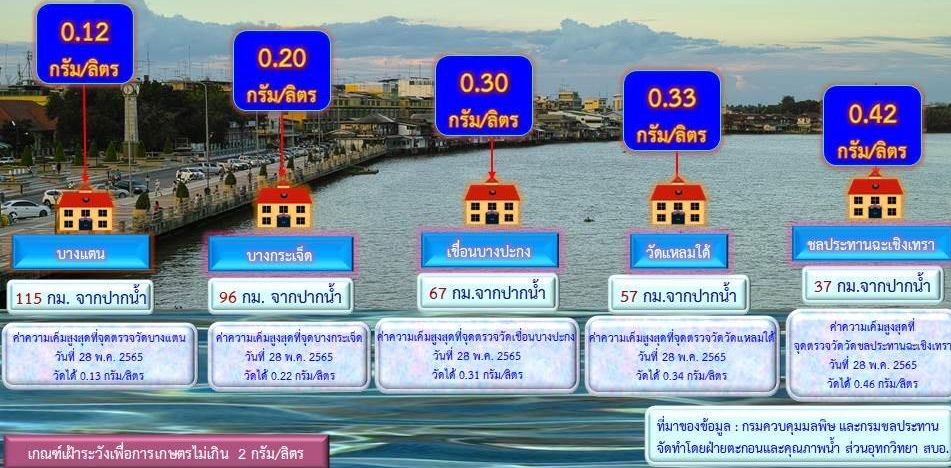 0.12
กรัม/ลิตร
0.20
กรัม/ลิตร
0.30
กรัม/ลิตร
0.33
กรัม/ลิตร
0.42
กรัม/ลิตร
บางแตน
บางกระเจ็ด
เขื่อนบางปะกง
วัดแหลมใต้
ชลประทานฉะเชิงเทรา
115 กม. จากปากน้ำ
96 กม. จากปากน้ำ
67 กม.จากปากน้ำ
57 กม.จากปากน้ำ
37 กม.จากปากน้ำ
ค่าความเค็มสูงสุดที่จุดตรวจวัดบางแตน
วันที่ 28 พ.ค. 2565
วัดได้ 0.13 กรัม/ลิตร
ค่าความเค็มสูงสุดที่จุดบางกระเจ็ด
วันที่ 28 พ.ค. 2565
วัดได้ 0.22 กรัม/ลิตร
ค่าความเค็มสูงสุดที่จุดตรวจวัดเขื่อนบางปะกง
วันที่ 28 พ.ค. 2565
วัดได้ 0.31 กรัม/ลิตร
ค่าความเค็มสูงสุดที่จุดตรวจวัดวัดแหลมใต้
วันที่ 28 พ.ค. 2565
วัดได้ 0.34 กรัม/ลิตร
ค่าความเค็มสูงสุดที่
จุดตรวจวัดวัดชลประทานฉะเชิงเทรา
วันที่ 28 พ.ค. 2565
วัดได้ 0.46 กรัม/ลิตร
เกณฑ์เฝ้าระวังเพื่อการเกษตรไม่เกิน 2 กรัม/ลิตร
ที่มาของข้อมูล : กรมควบคุมมลพิษ และกรมชลประทาน
จัดทำโดยฝ่ายตะกอนและคุณภาพน้ำ ส่วนอุทกวิทยา สบอ.